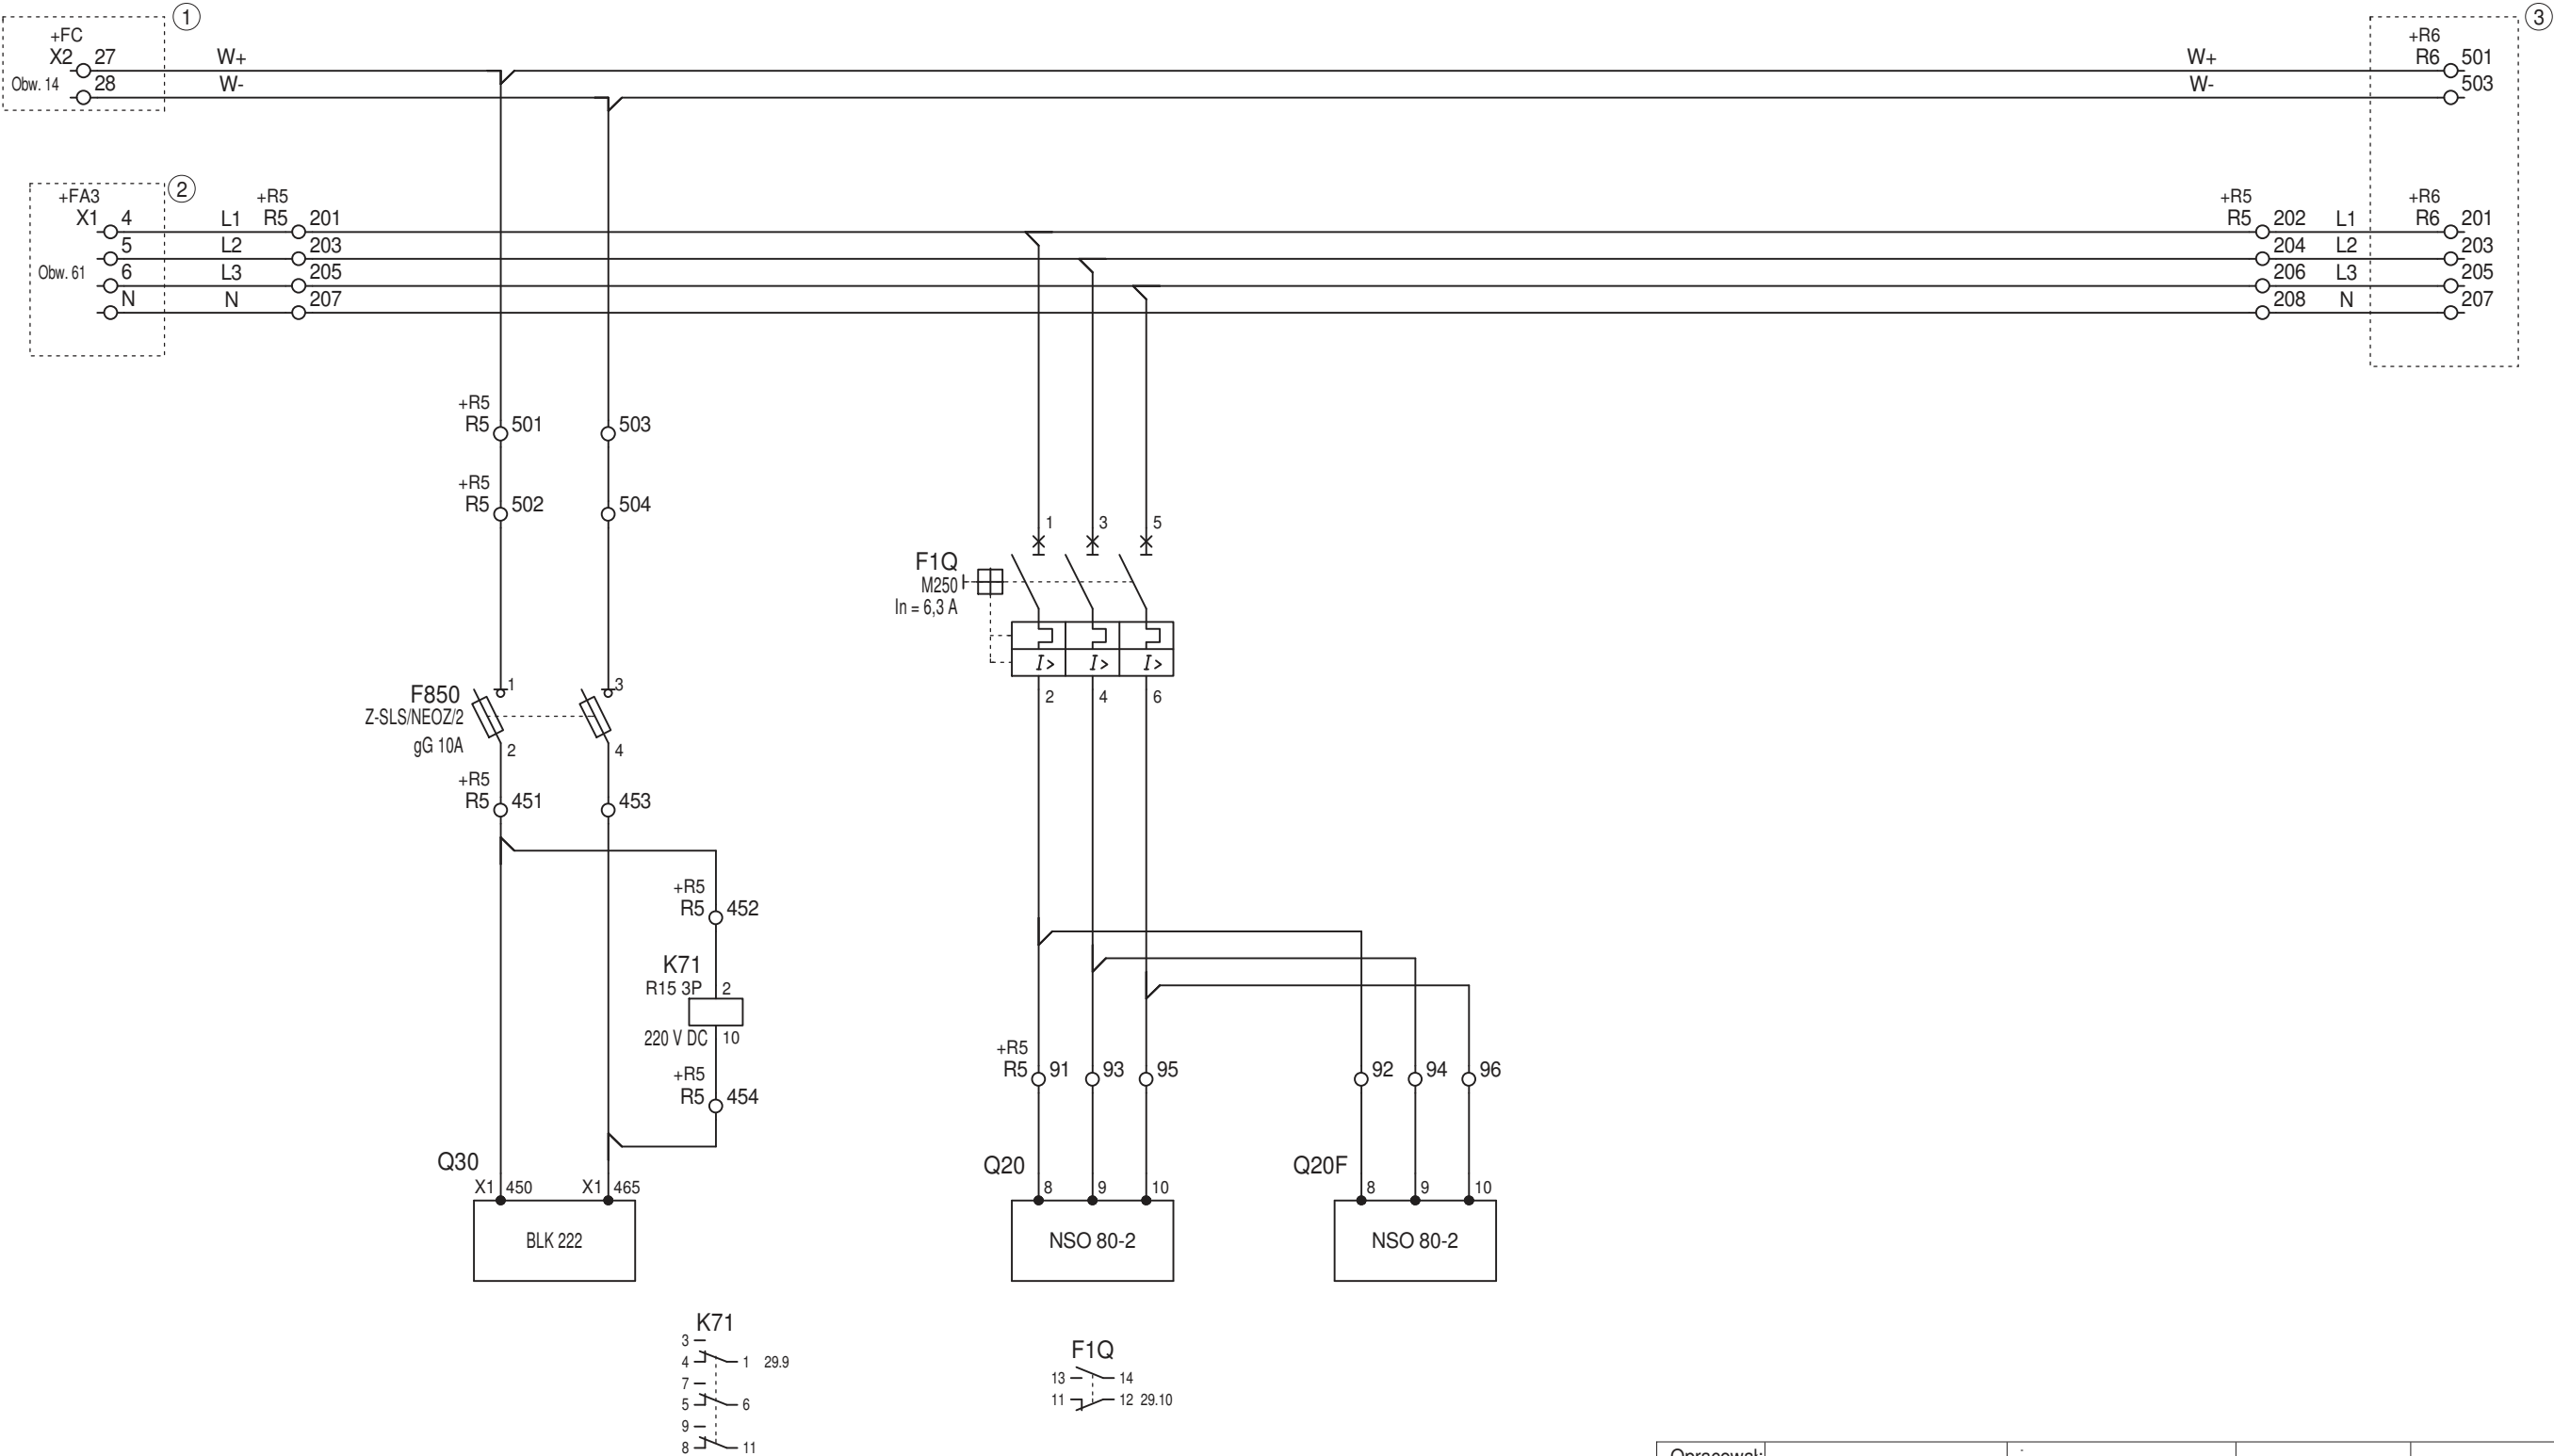 1
3
+FC
+R6
X2 27 W+ W+ R6 501
Obw. 14 28 W- W- 503
2
+FA3 +R5 +R5 +R6
X1 4 L1 R5 201 R5 202 L1 R6 201
5 L2 203 204 L2 203
Obw. 61 6 L3 205 206 L3 205
N N 207 208 N 207
+R5
R5 501 503
+R5
R5 502 504
1 3 5
F1Q
M250
In = 6,3 A
I> I> I>
2 4 6
1 3
F850
Z-SLS/NEOZ/2
gG 10A
2 4
+R5
R5 451 453
+R5
R5 452
K71
R15 3P 2
220 V DC 10
+R5
R5 454
+R5
R5 91 93 95 92 94 96
Q30 Q20 Q20F
X1 450 X1 465 8 9 10 8 9 10
BLK 222 NSO 80-2 NSO 80-2
K71
3
4 1 29.9
7
5 6
9
8 11
F1Q
13 14
11 12 29.10
Opracował: